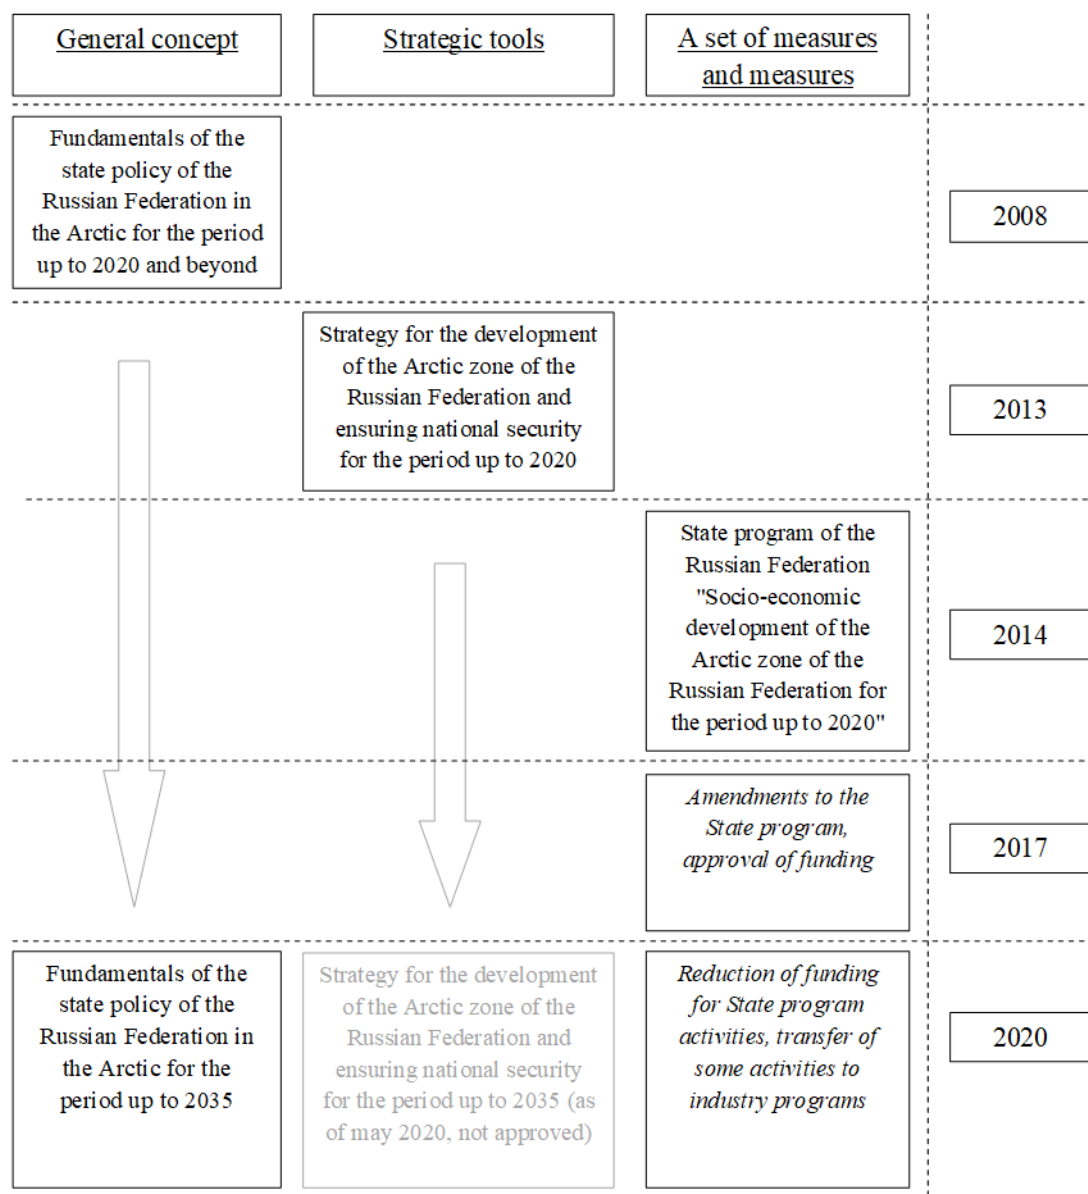 General concept
Strategic tools
A set of measures
and measures
Fundamentals of the
state policy of the
Russian Federation in
the Arctic for the period
up to 2020 and beyond
2008
Strategy for the development
of the Arctic zone of the
Russian Federation and
ensuring national security
for the period up to 2020
2013
State program of the
Russian Federation
"Socio-economic
development of the
Arctic zone of the
Russian Federation for
the period up to 2020"
2014
Amendments to the
State program,
approval of funding
2017
Fundamentals of the
state policy of the
Russian Federation in
the Arctic for the
period up to 2035
Strategy for the development
of the Arctic zone of the
Russian Federation and
ensuring national security
for the period up to 2035 (as
of may 2020, not approved)
Reduction of funding
for State program
activities, transfer of
some activities to
industry programs
2020